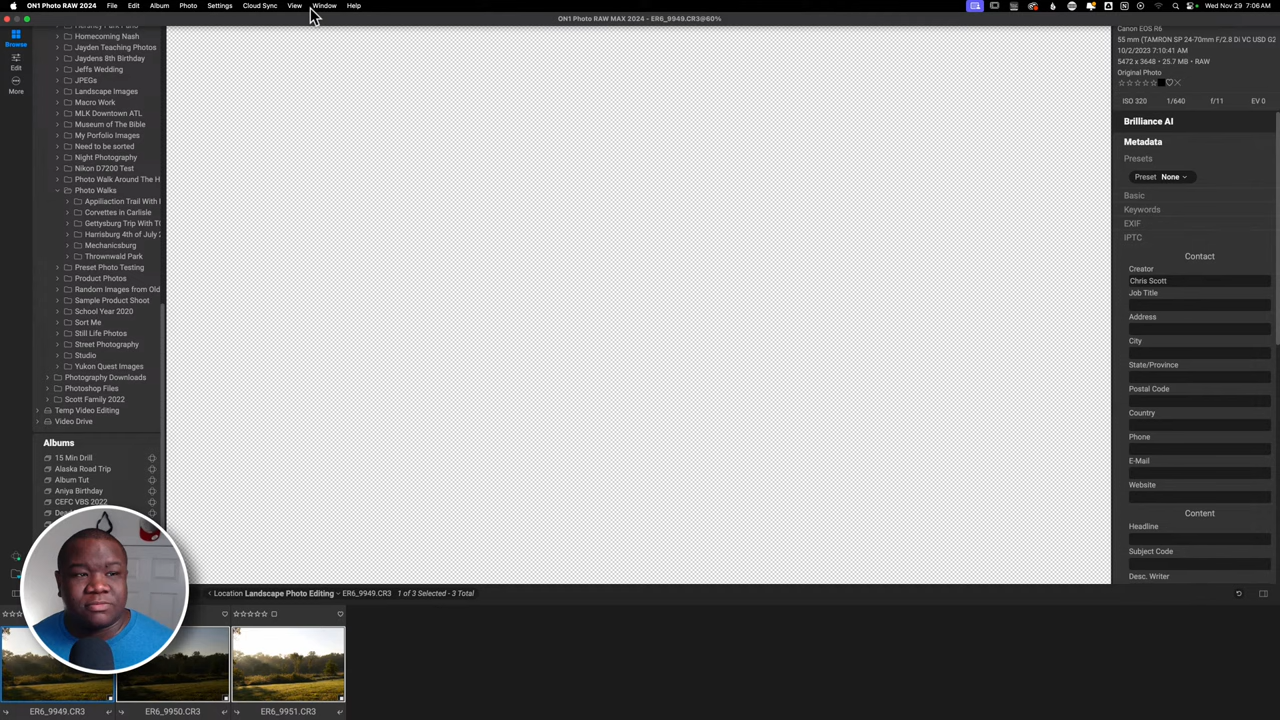 ON1 Photo RAW 2024 File Edit Album Photo Settings Cloud Sync View Window Help
Wed Nov 29 7:06 AM
ON1 Photo RAW MAX 2024 - ER6_9949.CR3@60%
Browse
Edit
More
Homecoming Nash
Jayden Teaching Photos
Jaydens 8th Birthday
Jeffs Wedding
JPEGs
Landscape Images
Macro Work
MLK Downtown ATL
Museum of The Bible
My Porfolio Images
Need to be sorted
Night Photography
Nikon D7200 Test
Photo Walk Around The H
Photo Walks
Appiliaction Trail With
Corvettes in Carlisle
Gettysburg Trip With T
Harrisburg 4th of July 2
Mechanicsburg
Thrownwald Park
Preset Photo Testing
Product Photos
Random Images from Old
Sample Product Shoot
School Year 2020
Sort Me
Still Life Photos
Street Photography
Studio
Yukon Quest Images
Photography Downloads
Photoshop Files
Scott Family 2022
Temp Video Editing
Video Drive
Albums
15 Min Drill
Alaska Road Trip
Album Tut
Aniya Birthday
CEFC VBS 2022
Canon EOS R6
55 mm (TAMRON SP 24-70mm F/2.8 Di VC USD G2
10/2/2023 7:10:41 AM
5472 x 3648 • 25.7 MB • RAW
Original Photo
ISO 320 1/640 f/11 EV 0
Brilliance AI
Metadata
Presets
Preset None
Basic
Keywords
EXIF
IPTC
Contact
Creator
Chris Scott
Job Title
Address
City
State/Province
Postal Code
Country
Phone
E-Mail
Website
Content
Headline
Subject Code
Desc. Writer
Location Landscape Photo Editing ER6_9949.CR3 1 of 3 Selected - 3 Total
ER6_9949.CR3 ER6_9950.CR3 ER6_9951.CR3